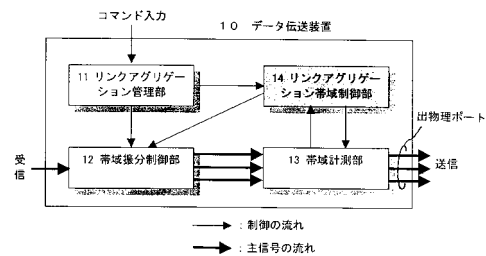 コマンド入力
10 データ伝送装置
11 リンクアグリゲー
ション管理部
14 リンクアグリゲー
ション帯域制御部
出物理ポート
受
信
12 帯域振分制御部
13 帯域計測部
送信
：制御の流れ
：主信号の流れ